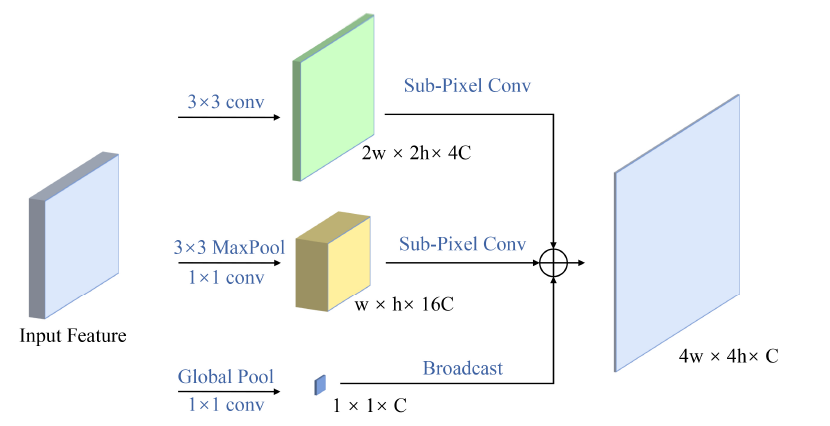 Input Feature
3×3 conv
2w × 2h× 4C
Sub-Pixel Conv
3×3 MaxPool
1×1 conv
w × h× 16C
Sub-Pixel Conv
Global Pool
1×1 conv
1 × 1× C
Broadcast
4w × 4h× C